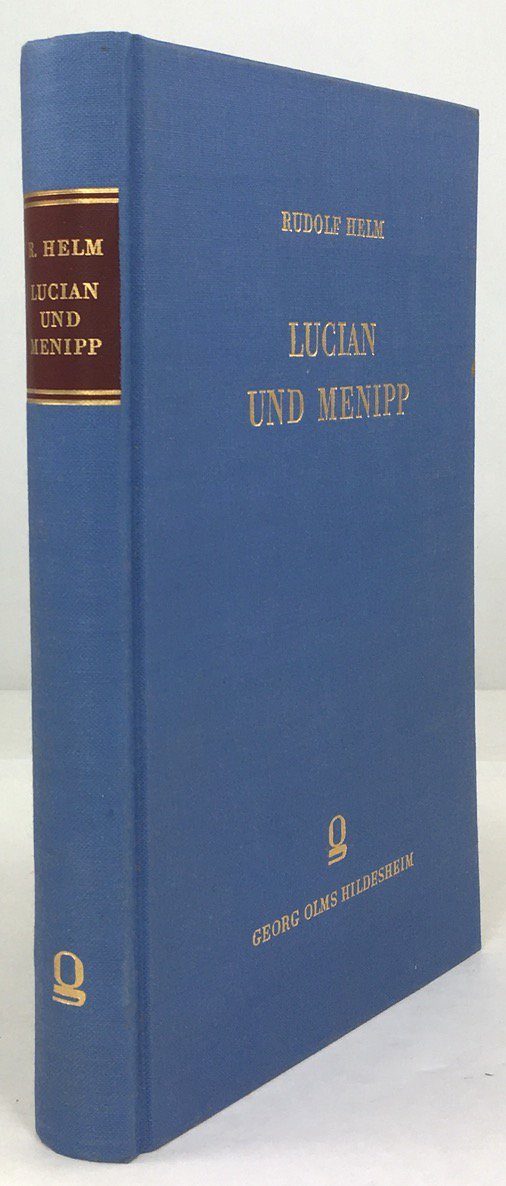 R. HELM
LUCIAN
UND
MENIPP
RUDOLF HELM
LUCIAN
UND MENIPP
GEORG OLMS HILDESHEIM